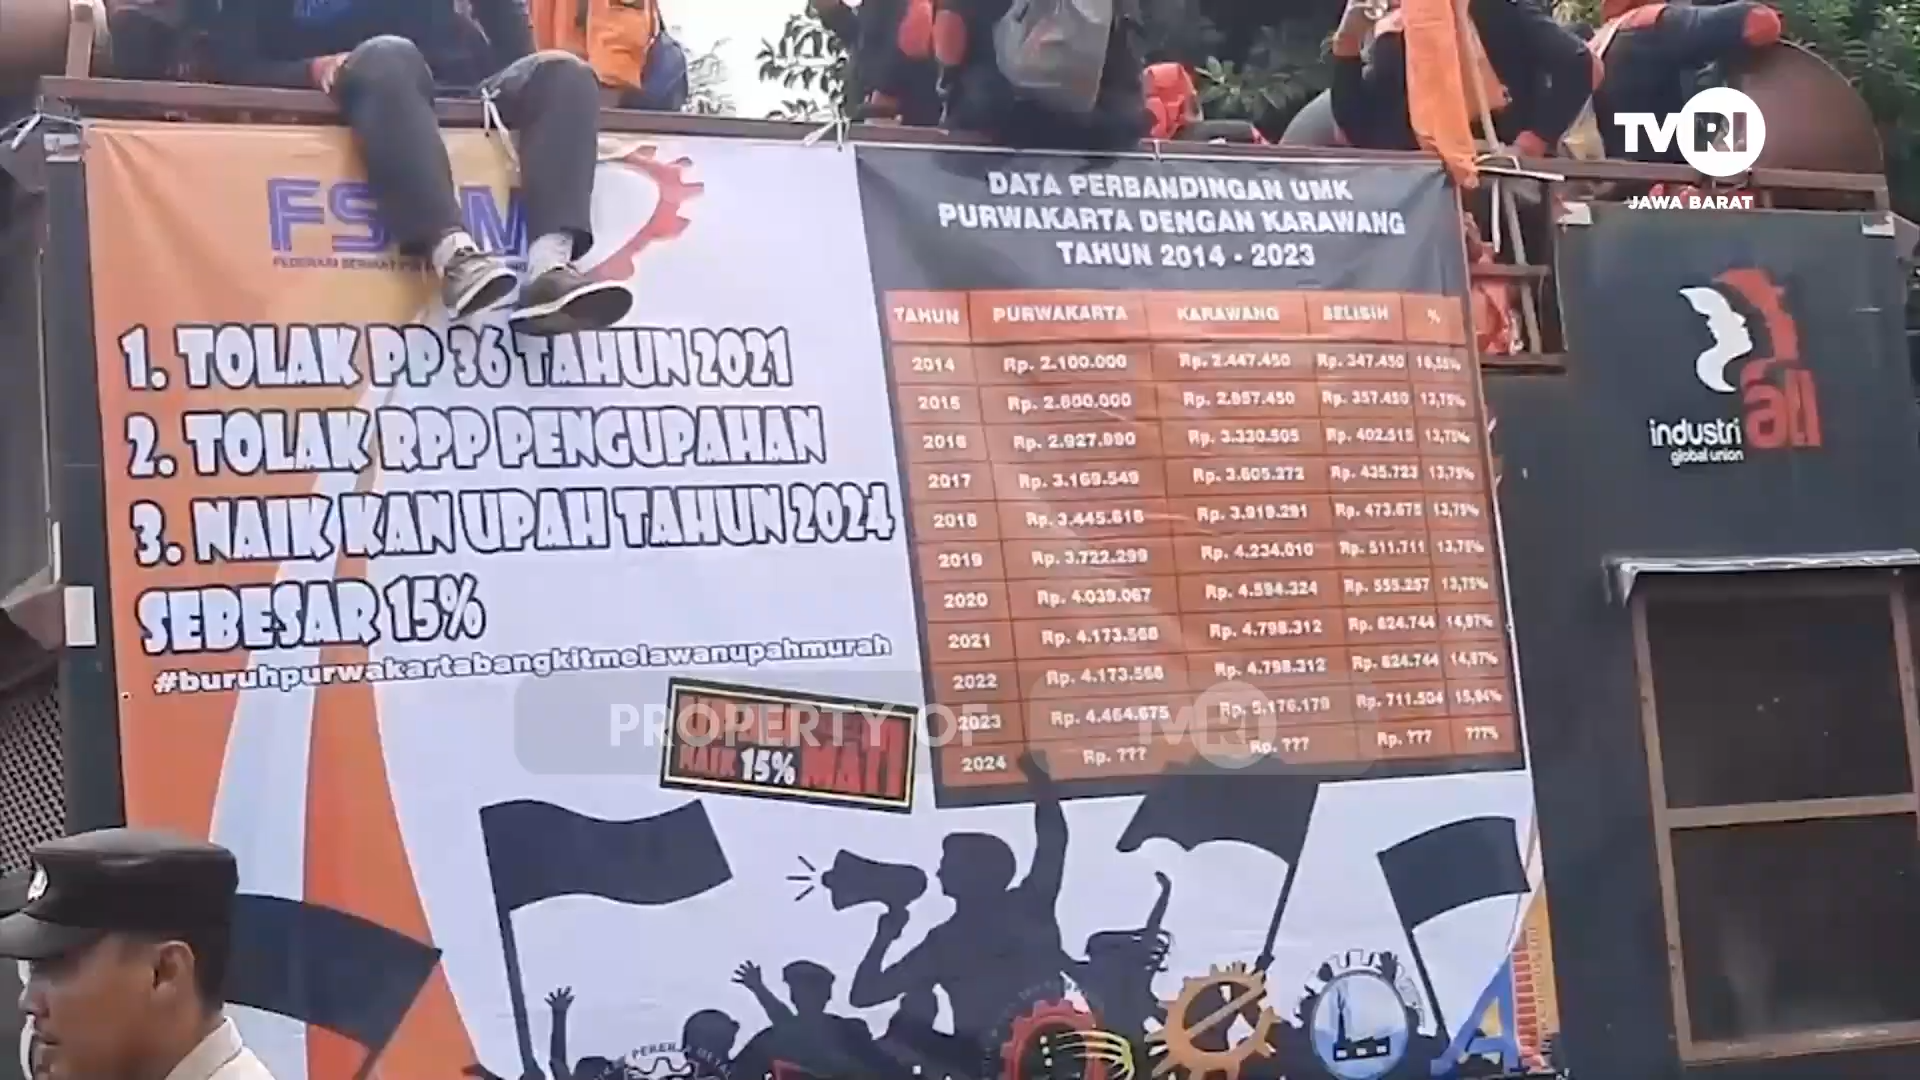 TVRI
JAWA BARAT
1. TOLAK PP 36 TAHUN 2021
2. TOLAK RPP PENGUPAHAN
3. NAIK KAN UPAH TAHUN 2024
SEBESAR 15%
#buruhpurwakartabangkitmelawanupahmurah
NAIK 15% MATI
DATA PERBANDINGAN UMK
PURWAKARTA DENGAN KARAWANG
TAHUN 2014 - 2023
TAHUN PURWAKARTA KARAWANG SELISIH %
2014 Rp. 2.100.000 Rp. 2.447.450 Rp. 347.450 16,55%
2015 Rp. 2.600.000 Rp. 2.957.450 Rp. 357.450 13,75%
2016 Rp. 2.927.990 Rp. 3.330.505 Rp. 402.515 13,75%
2017 Rp. 3.169.549 Rp. 3.605.272 Rp. 435.723 13,75%
2018 Rp. 3.445.616 Rp. 3.919.291 Rp. 473.675 13,75%
2019 Rp. 3.722.299 Rp. 4.234.010 Rp. 511.711 13,75%
2020 Rp. 4.039.067 Rp. 4.594.324 Rp. 555.257 13,75%
2021 Rp. 4.173.568 Rp. 4.798.312 Rp. 624.744 14,97%
2022 Rp. 4.173.568 Rp. 4.798.312 Rp. 624.744 14,97%
2023 Rp. 4.464.675 Rp. 5.176.179 Rp. 711.504 15,94%
2024 Rp. ??? Rp. ??? Rp. ??? ???%
industri all
global union
PROPERTY OF TVRI